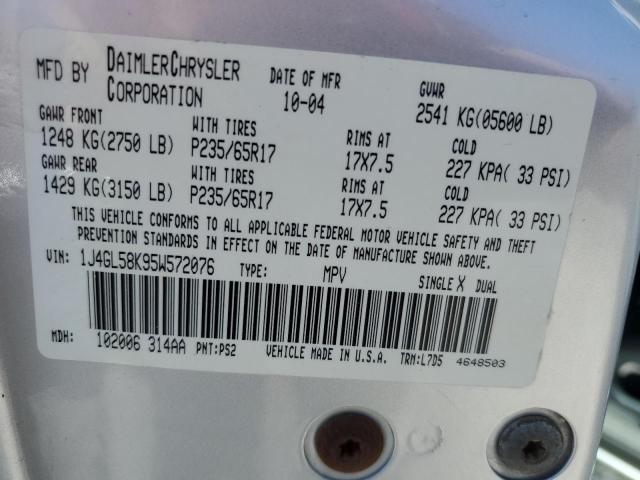 MFD BY DAIMLERCHRYSLER CORPORATION DATE OF MFR 10-04 GVWR 2541 KG(05600 LB)
GAWR FRONT WITH TIRES RIMS AT COLD
1248 KG(2750 LB) P235/65R17 17X7.5 227 KPA( 33 PSI)
GAWR REAR WITH TIRES RIMS AT COLD
1429 KG(3150 LB) P235/65R17 17X7.5 227 KPA( 33 PSI)
THIS VEHICLE CONFORMS TO ALL APPLICABLE FEDERAL MOTOR VEHICLE SAFETY AND THEFT
PREVENTION STANDARDS IN EFFECT ON THE DATE OF MANUFACTURE SHOWN ABOVE.
VIN: 1J4GL58K95W572076 TYPE: MPV SINGLE X DUAL
MDH: 102006 314AA PNT:PS2 VEHICLE MADE IN U.S.A. TRM:L7D5 4648503